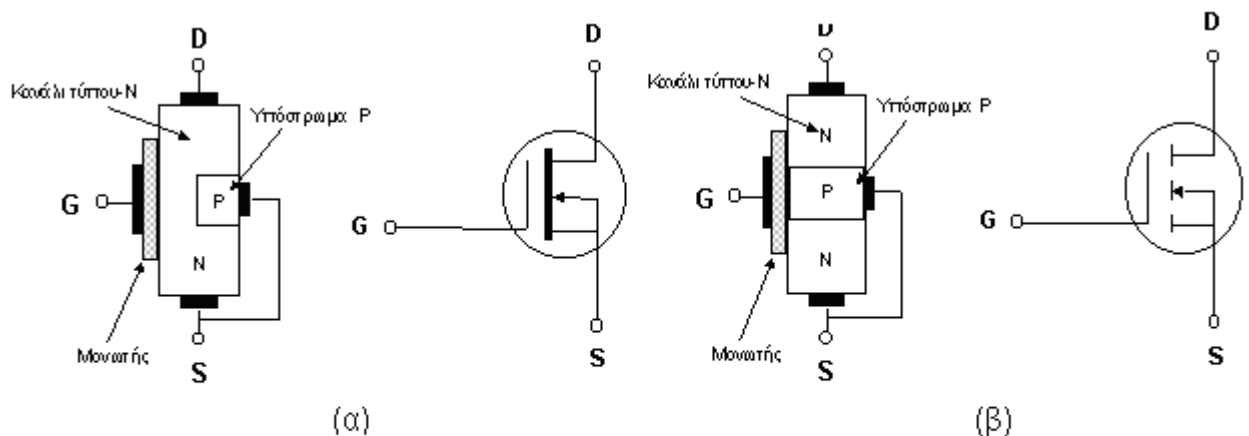 D
Κανάλι τύπου-Ν
Υπόστρωμα P
P
G
N
Μονωτής
S
D
G
S
(α)
D
Κανάλι τύπου-Ν
Υπόστρωμα P
N
P
G
N
Μονωτής
S
D
G
S
(β)